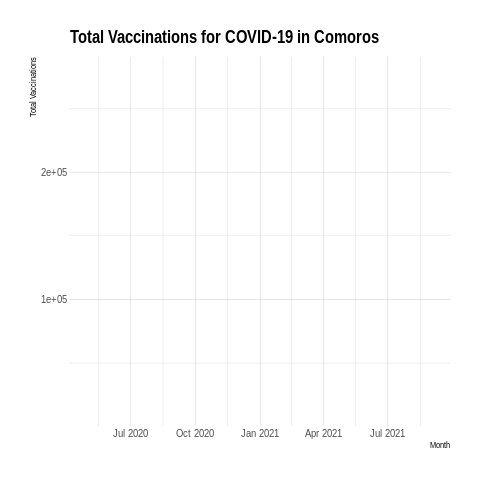 Total Vaccinations for COVID-19 in Comoros
Total Vaccinations
2e+05
1e+05
Jul 2020 Oct 2020 Jan 2021 Apr 2021 Jul 2021
Month